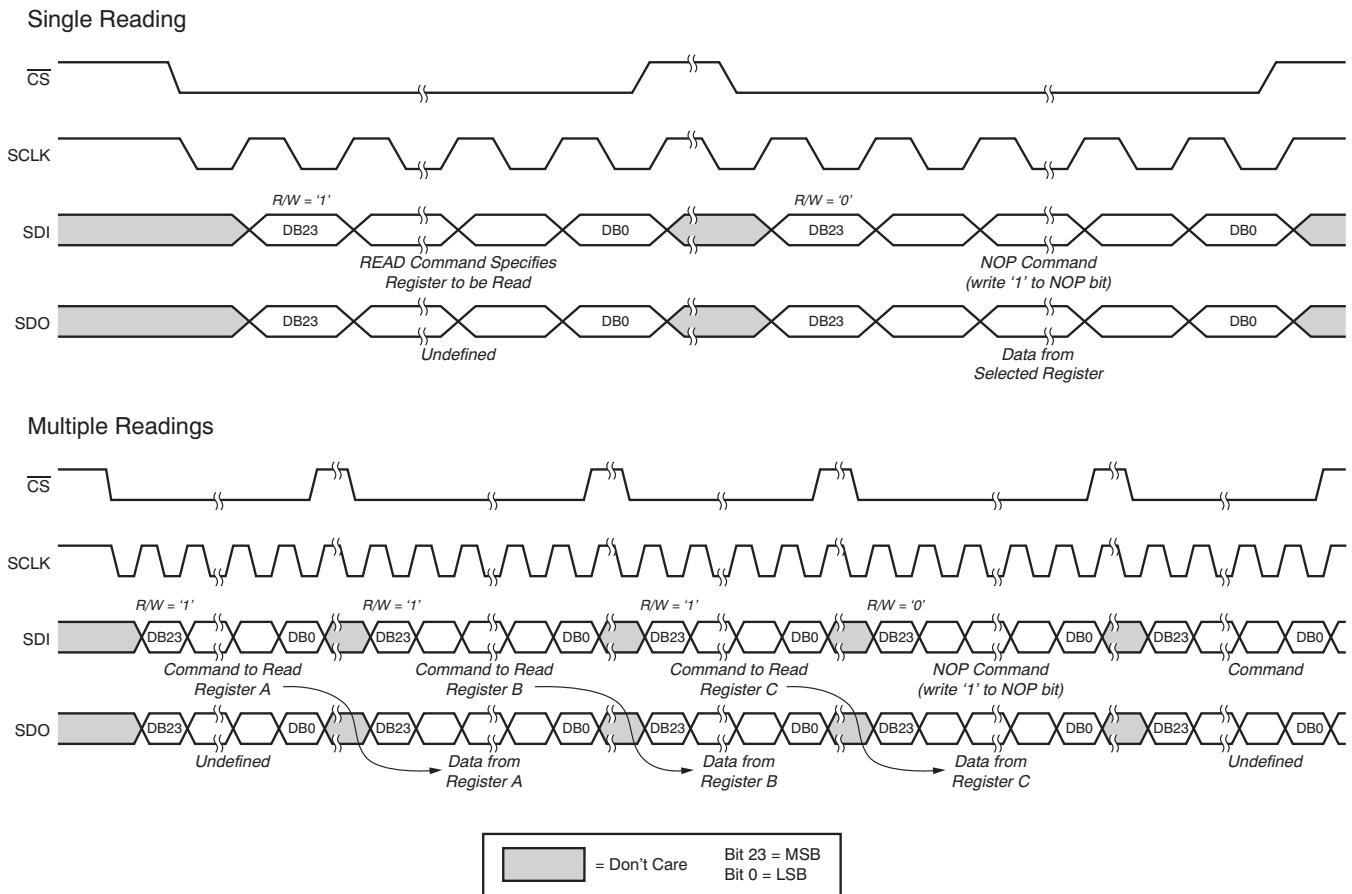 Single Reading
CS
SCLK
R/W = ‘1’ R/W = ‘0’
SDI DB23 DB0 DB23 DB0
READ Command Specifies NOP Command
Register to be Read (write ‘1’ to NOP bit)
SDO DB23 DB0 DB23 DB0
Undefined Data from
Selected Register
Multiple Readings
CS
SCLK
R/W = ‘1’ R/W = ‘1’ R/W = ‘1’ R/W = ‘0’
SDI DB23 DB0 DB23 DB0 DB23 DB0 DB23 DB0 DB23 DB0
Command to Read Command to Read Command to Read NOP Command Command
Register A Register B Register C (write ‘1’ to NOP bit)
SDO DB23 DB0 DB23 DB0 DB23 DB0 DB23 DB0 DB23 DB0
Undefined Data from Data from Data from Undefined
Register A Register B Register C
= Don’t Care Bit 23 = MSB
Bit 0 = LSB